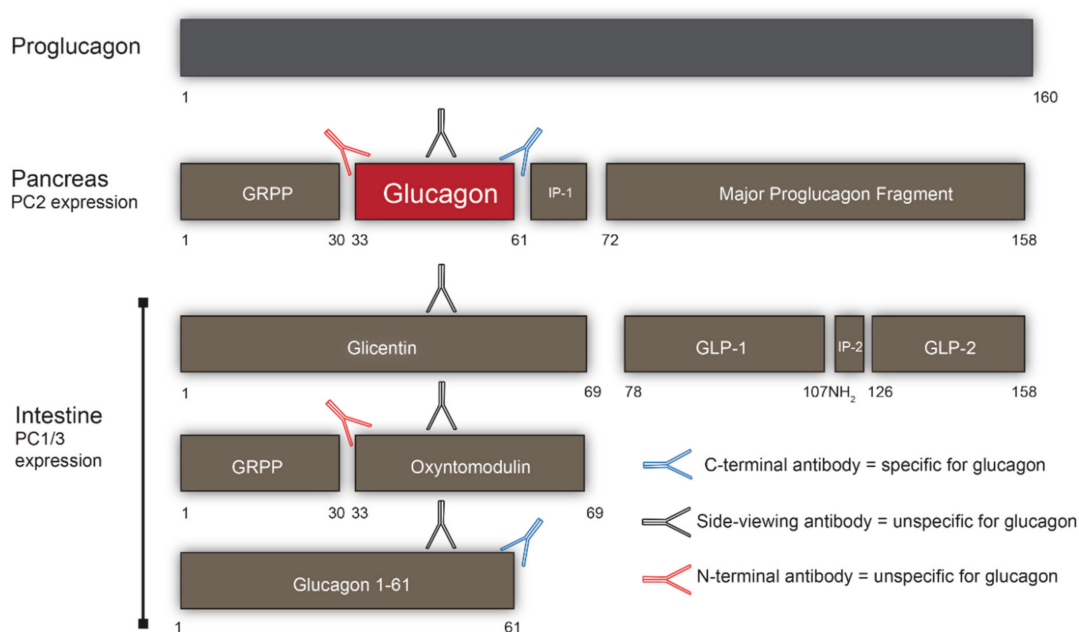 Proglucagon
1
160
Pancreas
PC2 expression
GRPP
Glucagon
IP-1
Major Proglucagon Fragment
1
30
33
61
72
158
Glicentin
GLP-1
IP-2
GLP-2
1
69
78
107NH2
126
158
Intestine
PC1/3
expression
GRPP
Oxyntomodulin
1
30
33
69
C-terminal antibody = specific for glucagon
Side-viewing antibody = unspecific for glucagon
N-terminal antibody = unspecific for glucagon
Glucagon 1-61
1
61